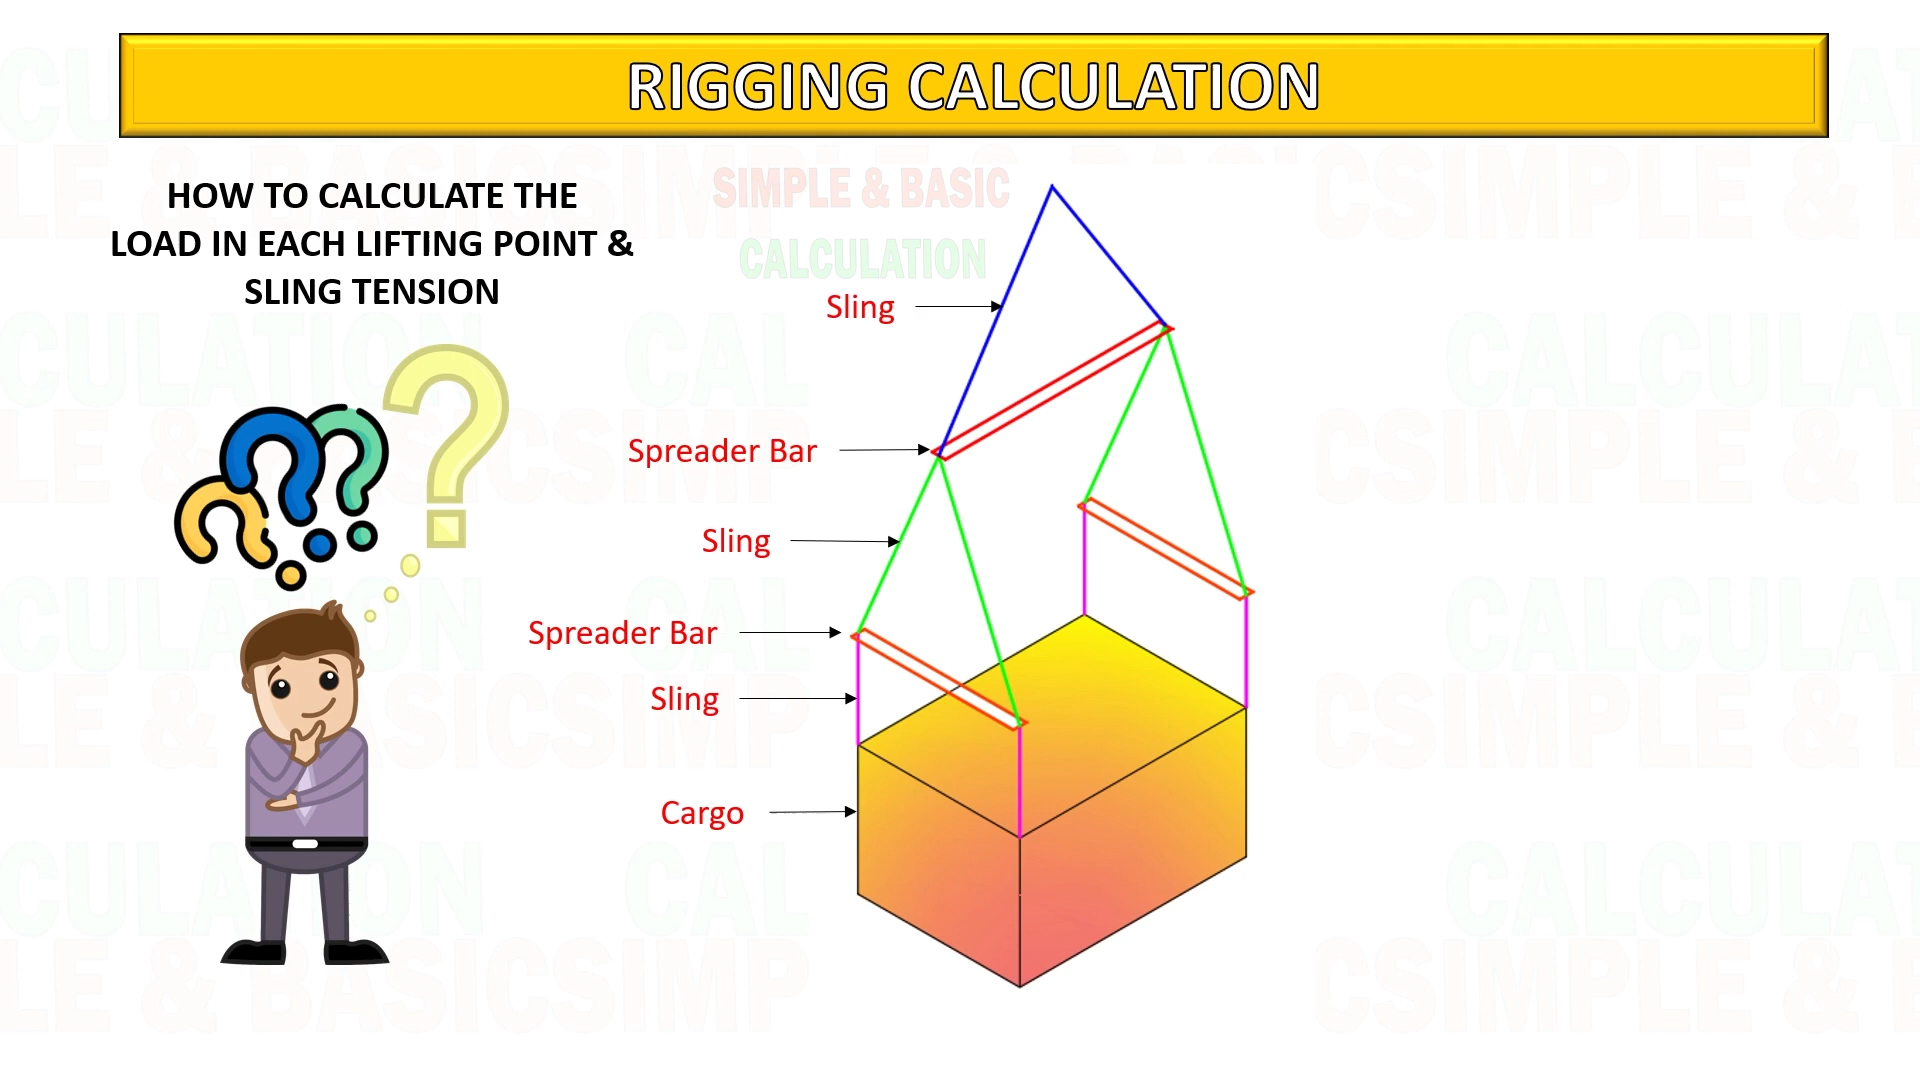 RIGGING CALCULATION
HOW TO CALCULATE THE
LOAD IN EACH LIFTING POINT &
SLING TENSION
SIMPLE & BASIC
CALCULATION
Sling
Spreader Bar
Sling
Spreader Bar
Sling
Cargo